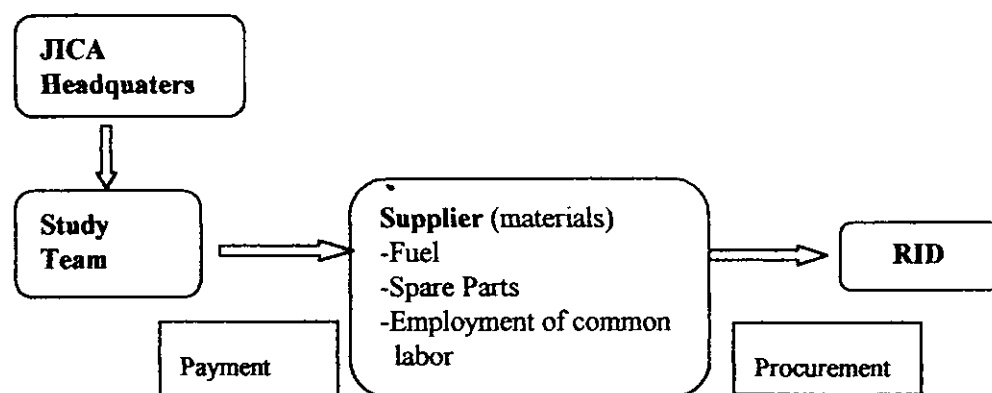 JICA
Headquaters
Study
Team
Supplier (materials)
-Fuel
-Spare Parts
-Employment of common
labor
RID
Payment
Procurement